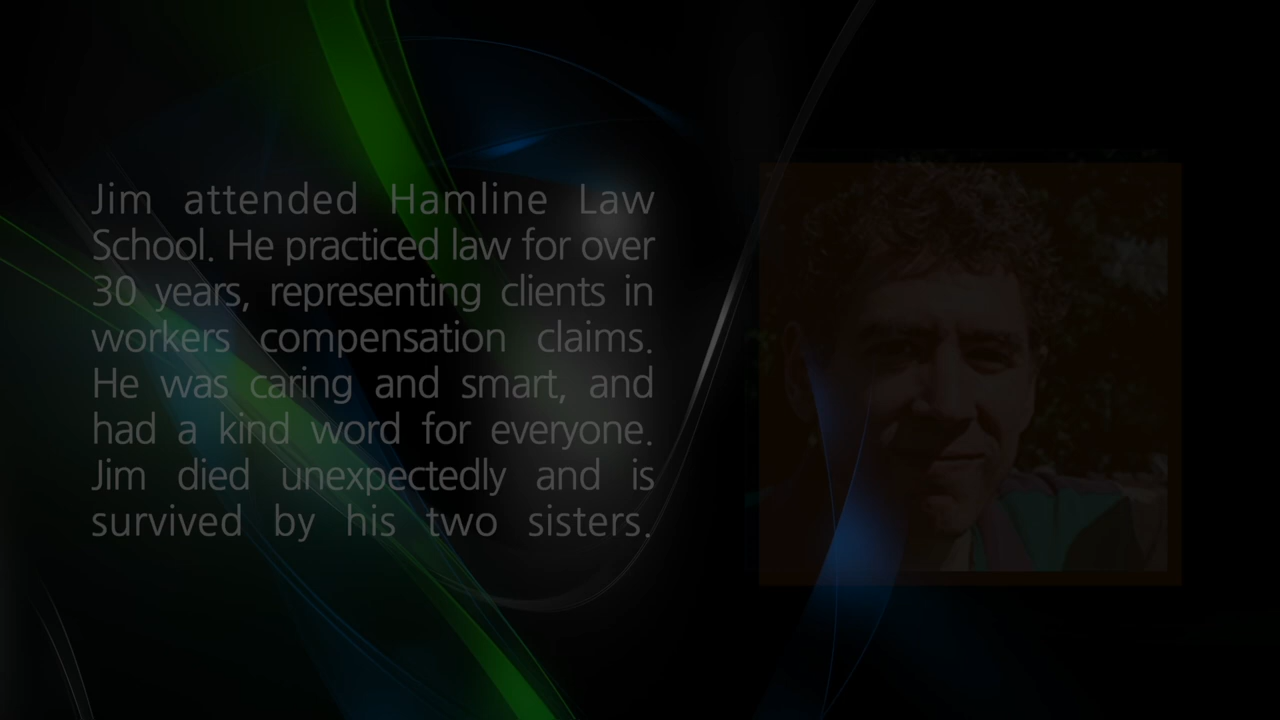 Jim attended Hamline Law
School. He practiced law for over
30 years, representing clients in
workers compensation claims.
He was caring and smart, and
had a kind word for everyone.
Jim died unexpectedly and is
survived by his two sisters.